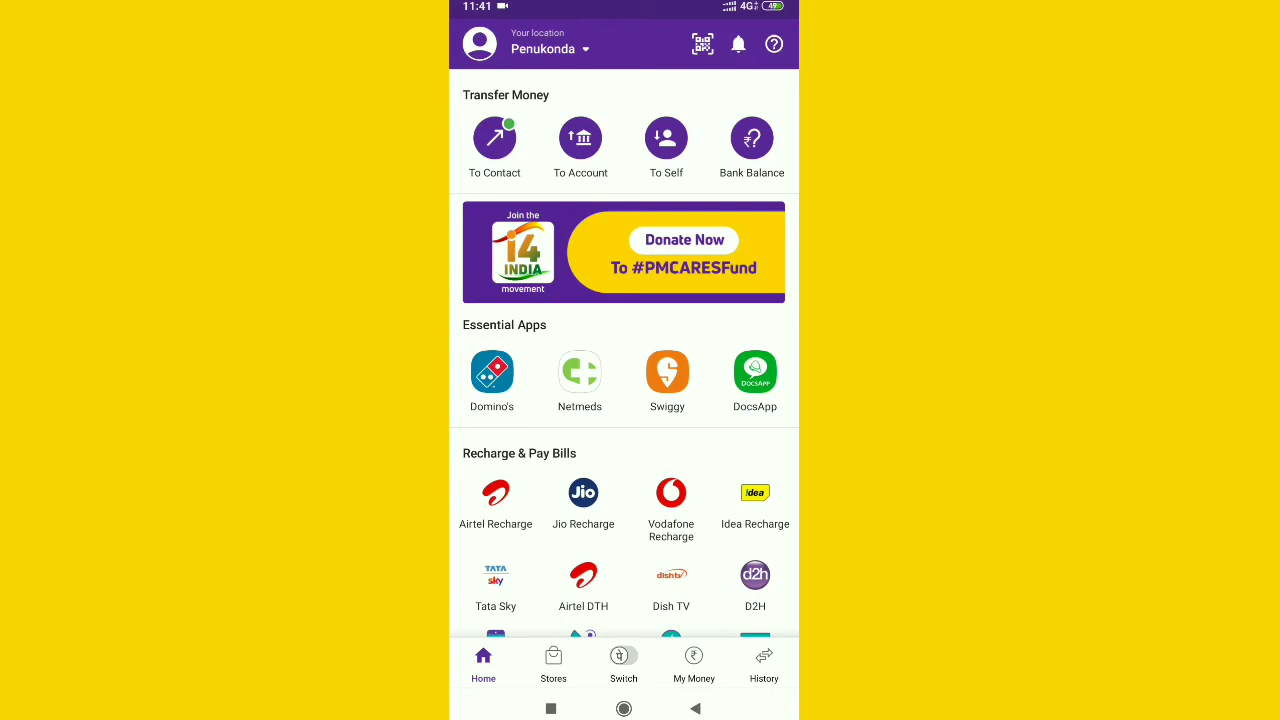 11:41
4G
49
Your location
Penukonda
Transfer Money
To Contact
To Account
To Self
Bank Balance
Join the
i4
INDIA
movement
Donate Now
To #PMCARESFund
Essential Apps
DOCSAPP
Domino's
Netmeds
Swiggy
DocsApp
Recharge & Pay Bills
Jio
idea
Airtel Recharge
Jio Recharge
Vodafone
Recharge
Idea Recharge
TATA
sky
dishtv
d2h
Tata Sky
Airtel DTH
Dish TV
D2H
पे
Home
Stores
Switch
My Money
History